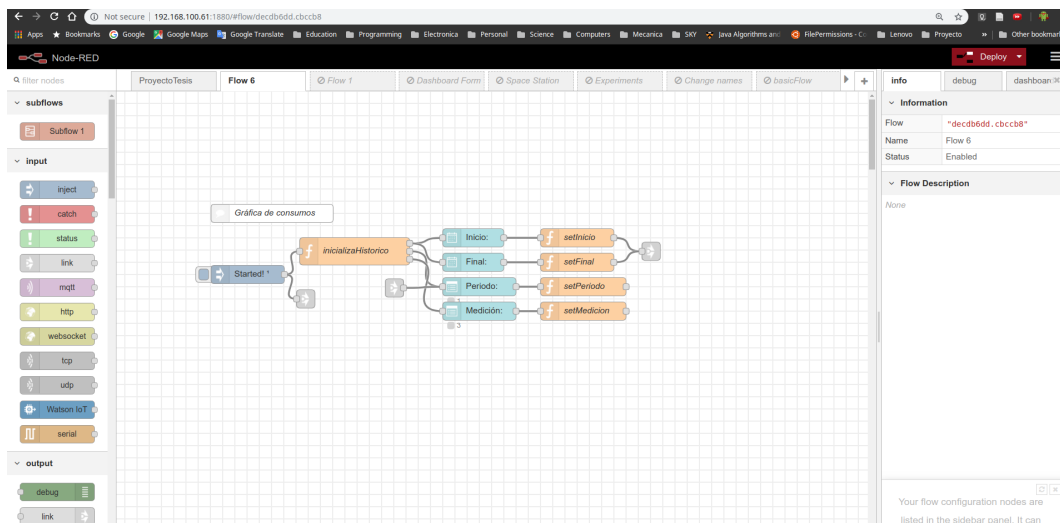 Not secure | 192.168.100.61:1880/#flow/decdb6dd.cbccb8
Apps Bookmarks Google Google Maps Google Translate Education Programming Electronica Personal Science Computers Mecanica SKY Java Algorithms and FilePermissions - Co Lenovo Proyecto » Other bookmar
Node-RED Deploy
filter nodes ProyectoTesis Flow 6 Flow 1 Dashboard Form Space Station Experiments Change names basicFlow + info debug dashboar
subflows
Information
Subflow 1
Flow "decdb6dd.cbccb8"
Name Flow 6
Status Enabled
input
Flow Description
inject
None
catch
Gráfica de consumos
status
Inicio: setInicio
inicializaHistorico
link
Final: setFinal
Started! ¹
mqtt
Periodo: setPeriodo
http
Medición: setMedicion
websocket
3
tcp
udp
Watson IoT
serial
output
debug
link
Your flow configuration nodes are
listed in the sidebar panel. It can